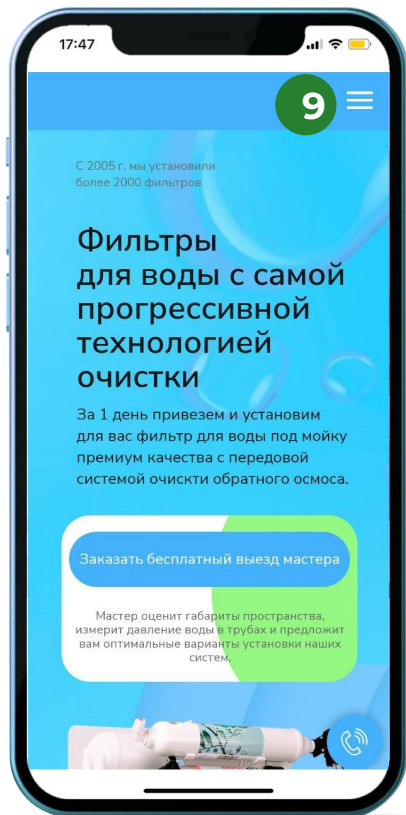 17:47
9
С 2005 г. мы установили
более 2000 фильтров
Фильтры
для воды с самой
прогрессивной
технологией
очистки
За 1 день привезем и установим
для вас фильтр для воды под мойку
премиум качества с передовой
системой очискти обратного осмоса.
Заказать бесплатный выезд мастера
Мастер оценит габариты пространства,
измерит давление воды в трубах и предложит
вам оптимальные варианты установки наших
систем.